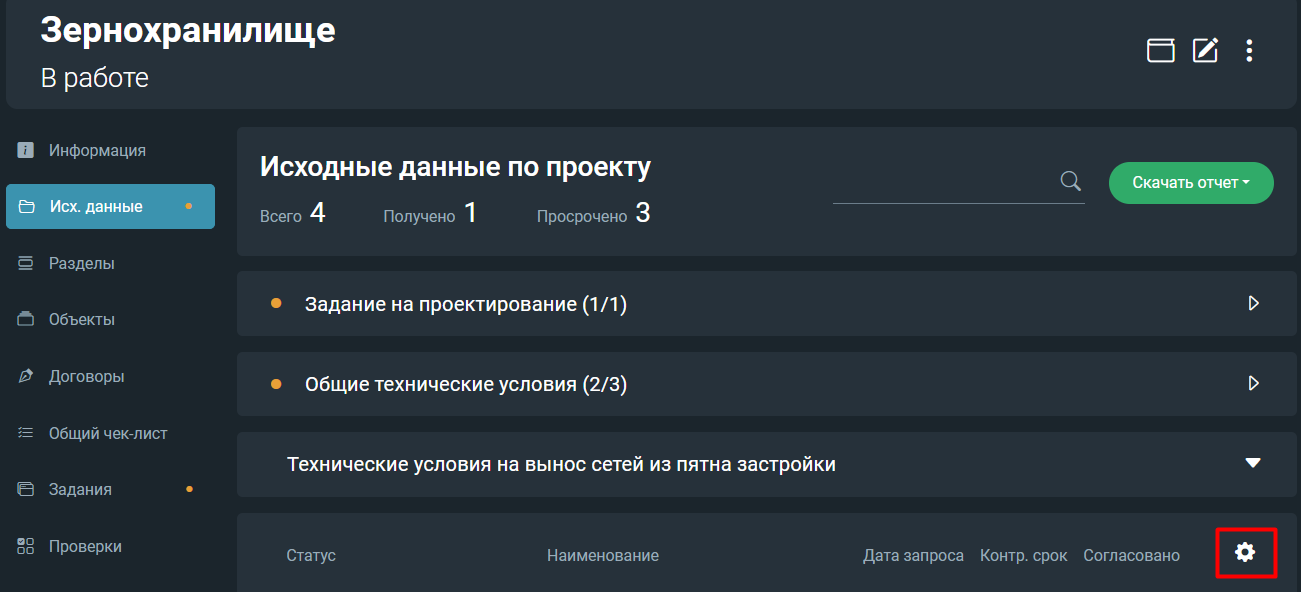 Зернохранилище
В работе
Информация
Исх. данные
Разделы
Объекты
Договоры
Общий чек-лист
Задания
Проверки
Исходные данные по проекту
Всего 4 Получено 1 Просрочено 3
Скачать отчет
Задание на проектирование (1/1)
Общие технические условия (2/3)
Технические условия на вынос сетей из пятна застройки
Статус Наименование Дата запроса Контр. срок Согласовано